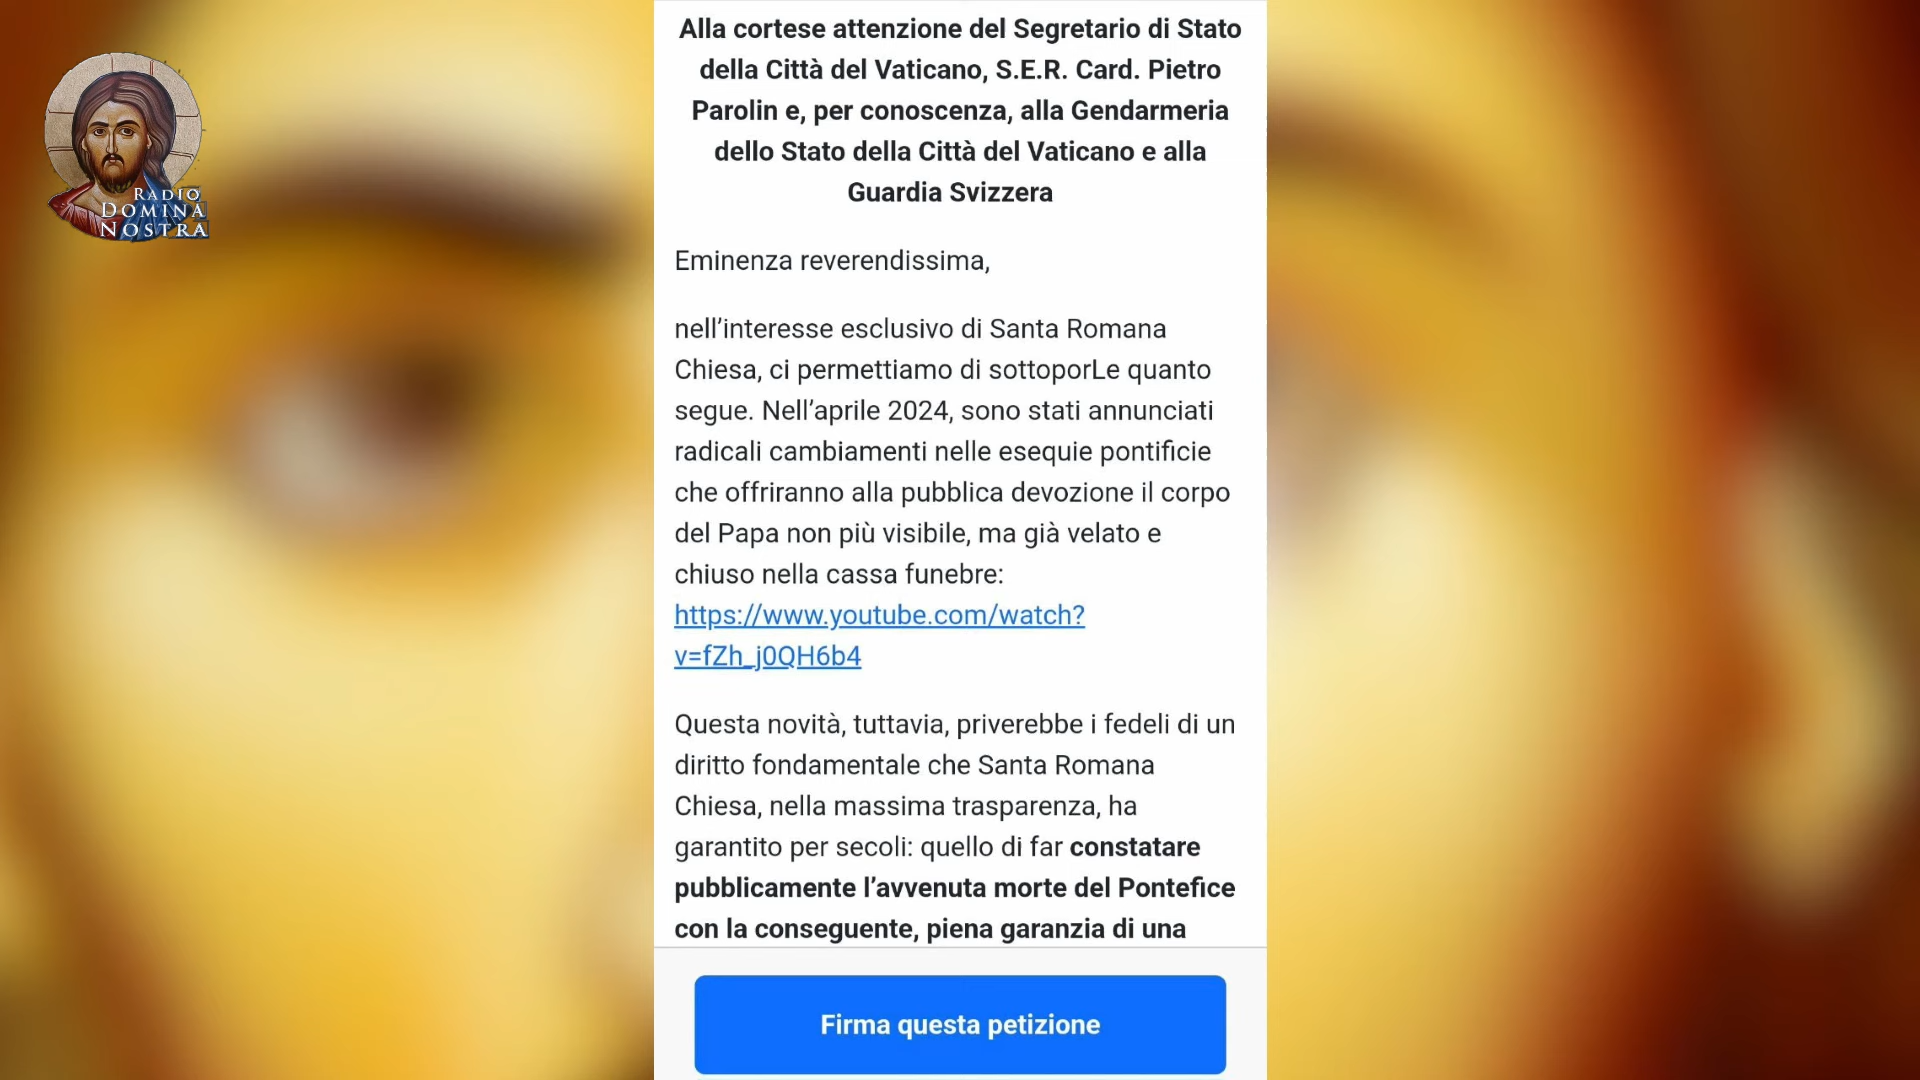 RADIO
DOMINA
NOSTRA
Alla cortese attenzione del Segretario di Stato
della Città del Vaticano, S.E.R. Card. Pietro
Parolin e, per conoscenza, alla Gendarmeria
dello Stato della Città del Vaticano e alla
Guardia Svizzera
Eminenza reverendissima,
nell’interesse esclusivo di Santa Romana
Chiesa, ci permettiamo di sottoporLe quanto
segue. Nell’aprile 2024, sono stati annunciati
radicali cambiamenti nelle esequie pontificie
che offriranno alla pubblica devozione il corpo
del Papa non più visibile, ma già velato e
chiuso nella cassa funebre:
https://www.youtube.com/watch?
v=fZh_j0QH6b4
Questa novità, tuttavia, priverebbe i fedeli di un
diritto fondamentale che Santa Romana
Chiesa, nella massima trasparenza, ha
garantito per secoli: quello di far constatare
pubblicamente l’avvenuta morte del Pontefice
con la conseguente, piena garanzia di una
Firma questa petizione